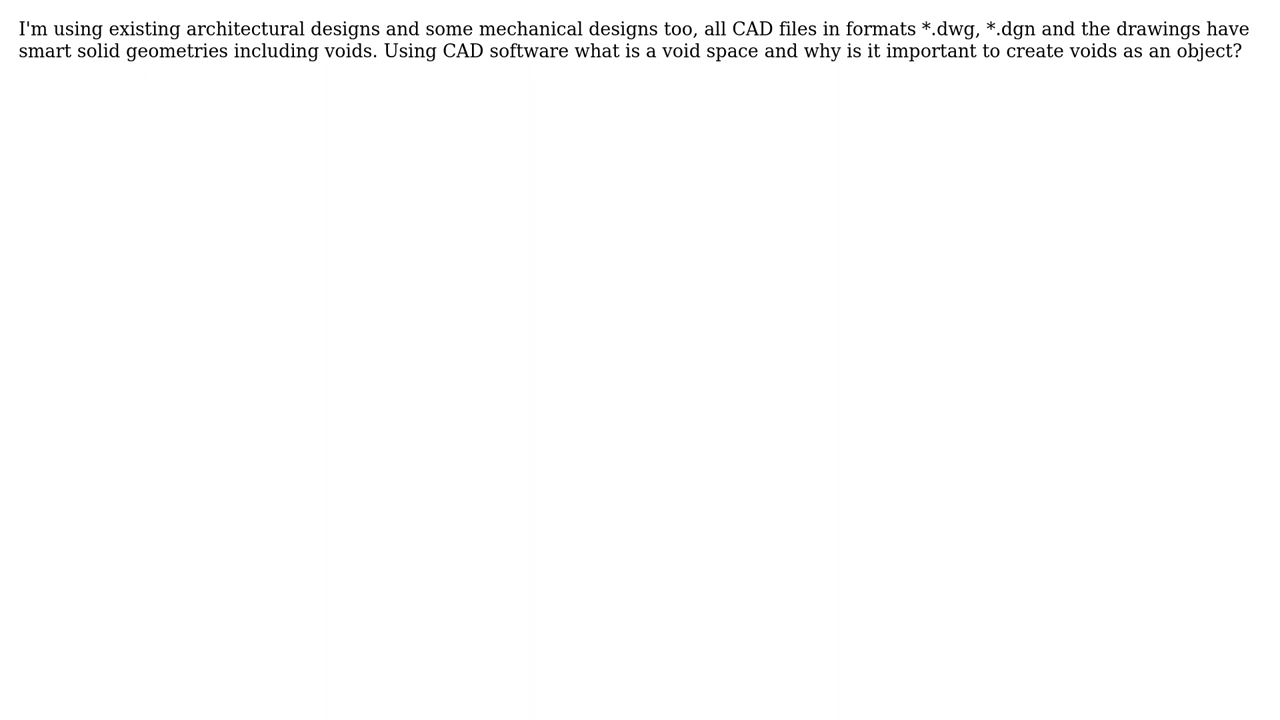 I'm using existing architectural designs and some mechanical designs too, all CAD files in formats *.dwg, *.dgn and the drawings have
smart solid geometries including voids. Using CAD software what is a void space and why is it important to create voids as an object?